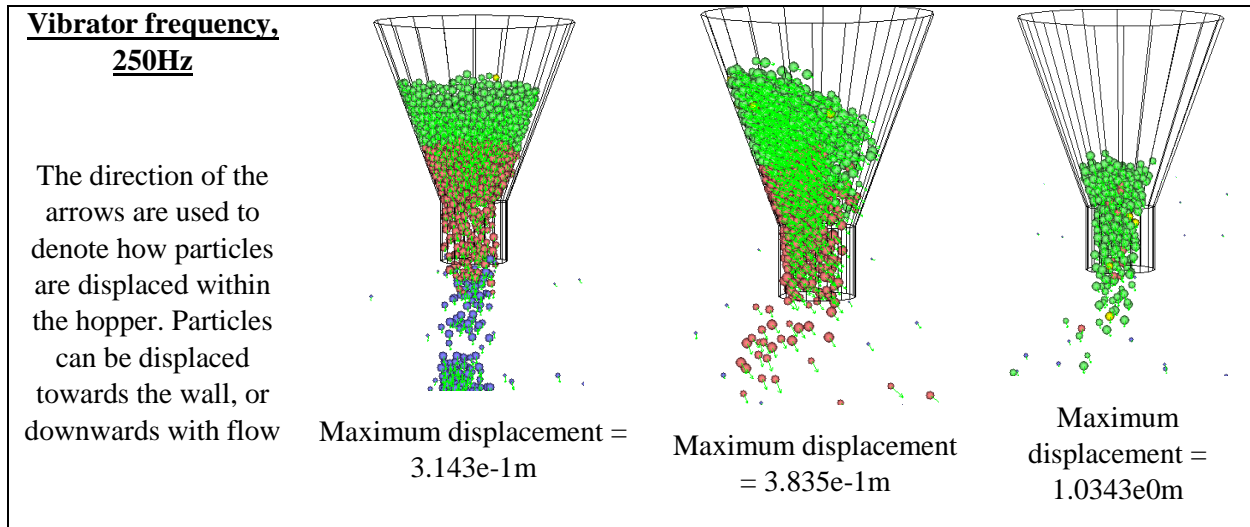 Vibrator frequency,
250Hz
The direction of the
arrows are used to
denote how particles
are displaced within
the hopper. Particles
can be displaced
towards the wall, or
downwards with flow
Maximum displacement =
3.143e-1m
Maximum displacement
= 3.835e-1m
Maximum
displacement =
1.0343e0m